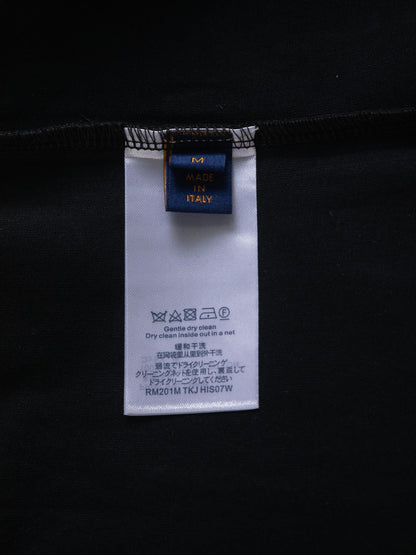 M
MADE
IN
ITALY
Gentle dry clean
Dry clean inside out in a net
缓和干洗
在网袋里从里到外干洗
弱流でドライクリーニング
クリーニングネットを使用し、裏返して
ドライクリーニングしてください
RM201M TKJ HIS07W